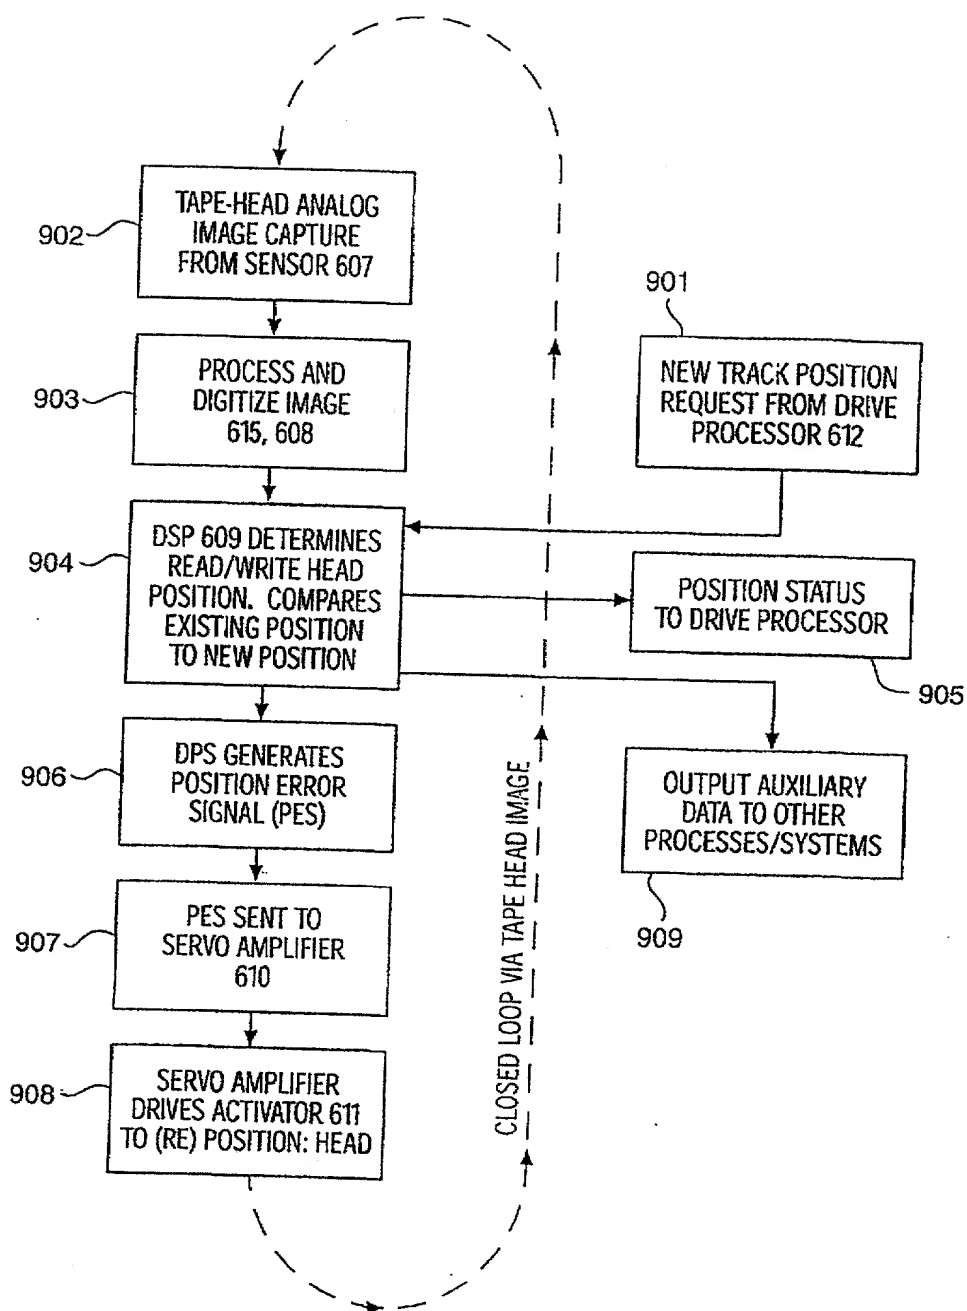 902
TAPE-HEAD ANALOG
IMAGE CAPTURE
FROM SENSOR 607
903
PROCESS AND
DIGITIZE IMAGE
615, 608
901
NEW TRACK POSITION
REQUEST FROM DRIVE
PROCESSOR 612
904
DSP 609 DETERMINES
READ/WRITE HEAD
POSITION. COMPARES
EXISTING POSITION
TO NEW POSITION
POSITION STATUS
TO DRIVE PROCESSOR
905
906
DPS GENERATES
POSITION ERROR
SIGNAL (PES)
OUTPUT AUXILIARY
DATA TO OTHER
PROCESSES/SYSTEMS
909
907
PES SENT TO
SERVO AMPLIFIER
610
908
SERVO AMPLIFIER
DRIVES ACTIVATOR 611
TO (RE) POSITION: HEAD
CLOSED LOOP VIA TAPE HEAD IMAGE